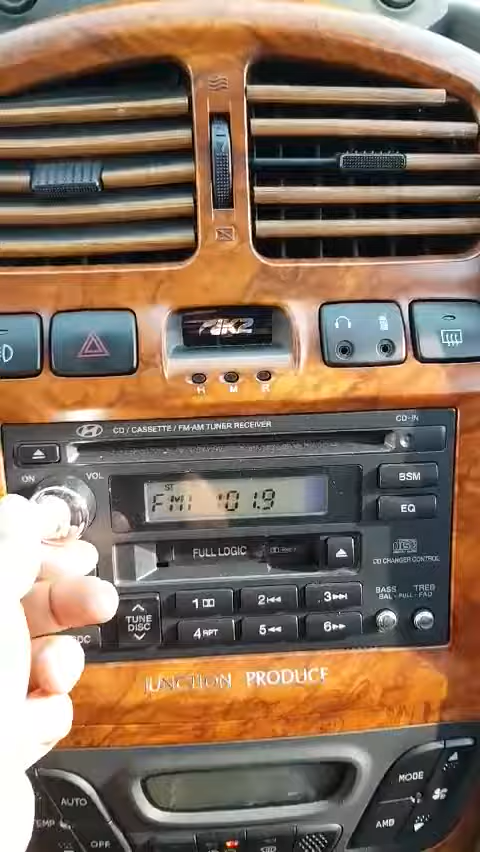 H M R
CD / CASSETTE / FM-AM TUNER RECEIVER
CD-IN
ON VOL
BSM
ST
FM1 101.9
EQ
FULL LOGIC
CD CHANGER CONTROL
TUNE
DISC
1 2 3
4 RPT 5 6
BASS TREB
BAL - PULL - FAD
JUNCTION PRODUCE
AUTO
MODE
TEMP
AMB
OFF